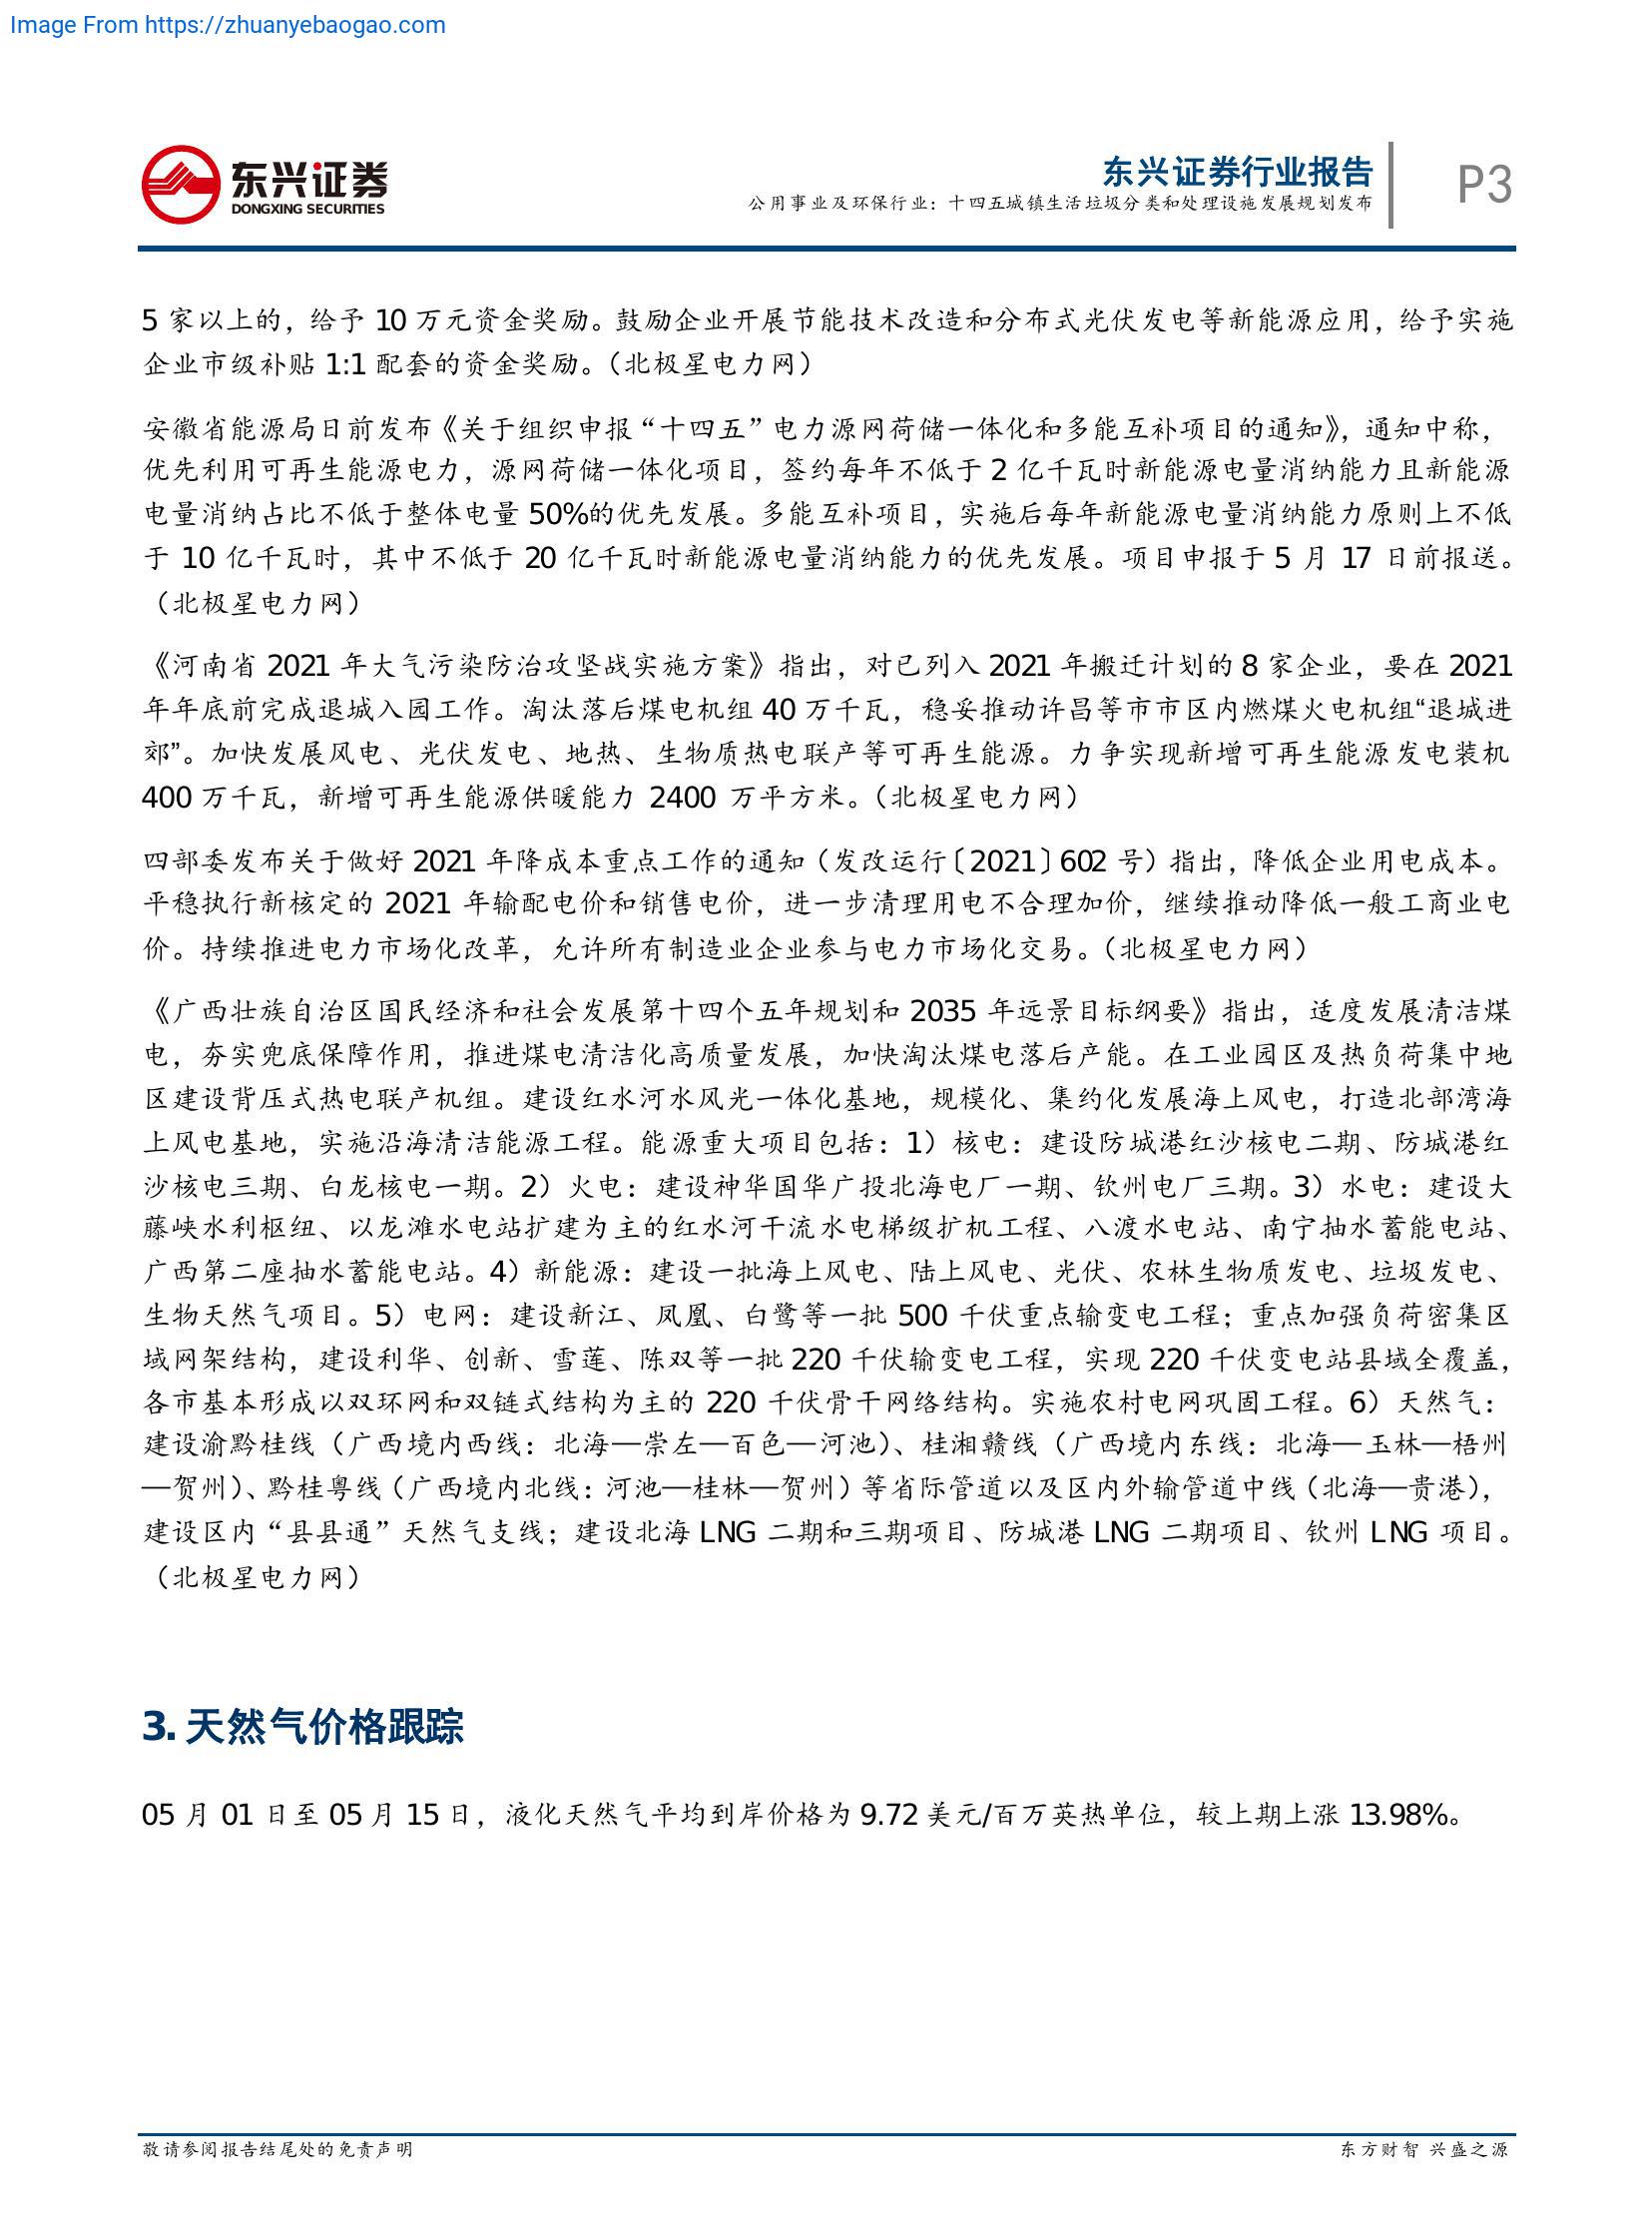 Image From https://zhuanyebaogao.com
东兴证券
DONGXING SECURITIES
东兴证券行业报告
公用事业及环保行业：十四五城镇生活垃圾分类和处理设施发展规划发布
P3
5 家以上的，给予 10 万元资金奖励。鼓励企业开展节能技术改造和分布式光伏发电等新能源应用，给予实施
企业市级补贴 1:1 配套的资金奖励。（北极星电力网）
安徽省能源局日前发布《关于组织申报“十四五”电力源网荷储一体化和多能互补项目的通知》，通知中称，
优先利用可再生能源电力，源网荷储一体化项目，签约每年不低于 2 亿千瓦时新能源电量消纳能力且新能源
电量消纳占比不低于整体电量 50%的优先发展。多能互补项目，实施后每年新能源电量消纳能力原则上不低
于 10 亿千瓦时，其中不低于 20 亿千瓦时新能源电量消纳能力的优先发展。项目申报于 5 月 17 日前报送。
（北极星电力网）
《河南省 2021 年大气污染防治攻坚战实施方案》指出，对已列入 2021 年搬迁计划的 8 家企业，要在 2021
年年底前完成退城入园工作。淘汰落后煤电机组 40 万千瓦，稳妥推动许昌等市市区内燃煤火电机组“退城进
郊”。加快发展风电、光伏发电、地热、生物质热电联产等可再生能源。力争实现新增可再生能源发电装机
400 万千瓦，新增可再生能源供暖能力 2400 万平方米。（北极星电力网）
四部委发布关于做好 2021 年降成本重点工作的通知（发改运行〔2021〕602 号）指出，降低企业用电成本。
平稳执行新核定的 2021 年输配电价和销售电价，进一步清理用电不合理加价，继续推动降低一般工商业电
价。持续推进电力市场化改革，允许所有制造业企业参与电力市场化交易。（北极星电力网）
《广西壮族自治区国民经济和社会发展第十四个五年规划和 2035 年远景目标纲要》指出，适度发展清洁煤
电，夯实兜底保障作用，推进煤电清洁化高质量发展，加快淘汰煤电落后产能。在工业园区及热负荷集中地
区建设背压式热电联产机组。建设红水河水风光一体化基地，规模化、集约化发展海上风电，打造北部湾海
上风电基地，实施沿海清洁能源工程。能源重大项目包括：1）核电：建设防城港红沙核电二期、防城港红
沙核电三期、白龙核电一期。2）火电：建设神华国华广投北海电厂一期、钦州电厂三期。3）水电：建设大
藤峡水利枢纽、以龙滩水电站扩建为主的红水河干流水电梯级扩机工程、八渡水电站、南宁抽水蓄能电站、
广西第二座抽水蓄能电站。4）新能源：建设一批海上风电、陆上风电、光伏、农林生物质发电、垃圾发电、
生物天然气项目。5）电网：建设新江、凤凰、白鹭等一批 500 千伏重点输变电工程；重点加强负荷密集区
域网架结构，建设利华、创新、雪莲、陈双等一批 220 千伏输变电工程，实现 220 千伏变电站县域全覆盖，
各市基本形成以双环网和双链式结构为主的 220 千伏骨干网络结构。实施农村电网巩固工程。6）天然气：
建设渝黔桂线（广西境内西线：北海—崇左—百色—河池）、桂湘赣线（广西境内东线：北海—玉林—梧州
—贺州）、黔桂粤线（广西境内北线：河池—桂林—贺州）等省际管道以及区内外输管道中线（北海—贵港），
建设区内“县县通”天然气支线；建设北海 LNG 二期和三期项目、防城港 LNG 二期项目、钦州 LNG 项目。
（北极星电力网）
3. 天然气价格跟踪
05 月 01 日至 05 月 15 日，液化天然气平均到岸价格为 9.72 美元/百万英热单位，较上期上涨 13.98%。
敬请参阅报告结尾处的免责声明
东方财智 兴盛之源